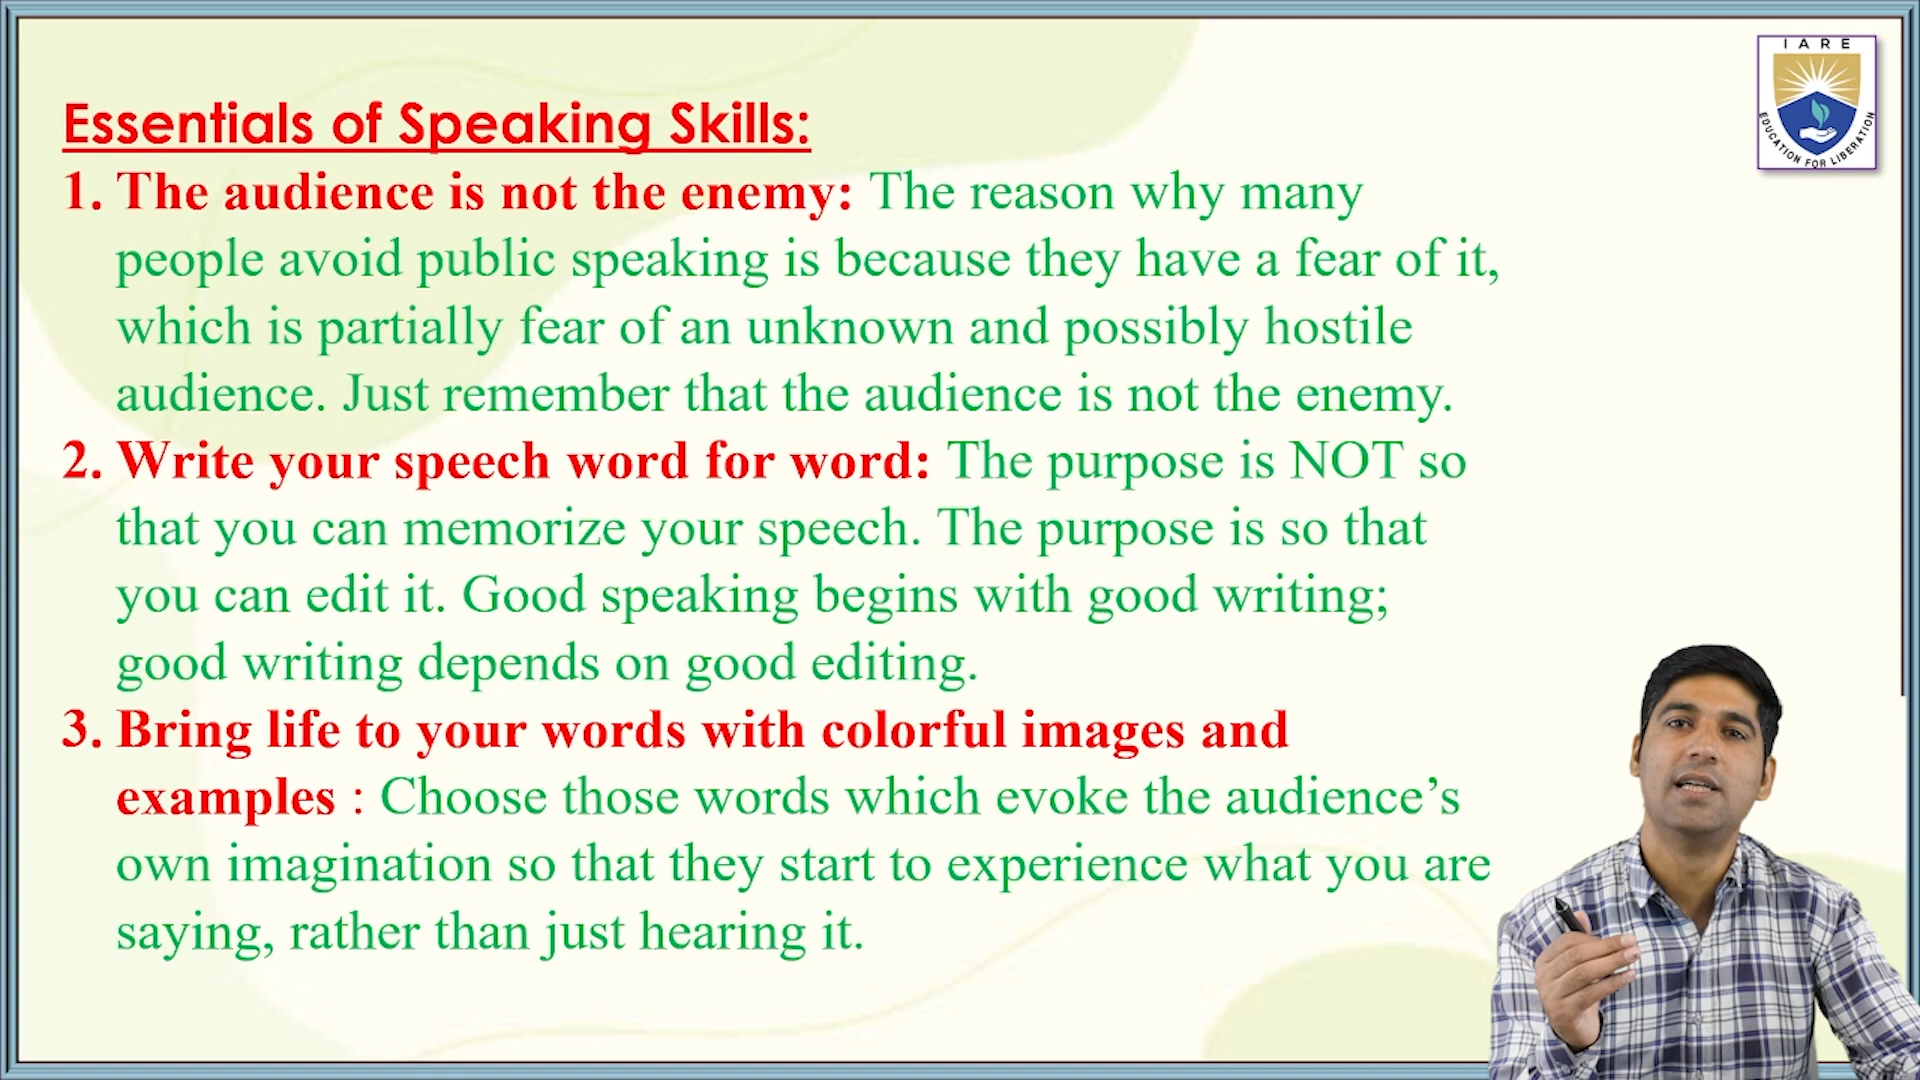 IARE
EDUCATION FOR LIBERATION
Essentials of Speaking Skills:
1. The audience is not the enemy: The reason why many
people avoid public speaking is because they have a fear of it,
which is partially fear of an unknown and possibly hostile
audience. Just remember that the audience is not the enemy.
2. Write your speech word for word: The purpose is NOT so
that you can memorize your speech. The purpose is so that
you can edit it. Good speaking begins with good writing;
good writing depends on good editing.
3. Bring life to your words with colorful images and
examples : Choose those words which evoke the audience’s
own imagination so that they start to experience what you are
saying, rather than just hearing it.